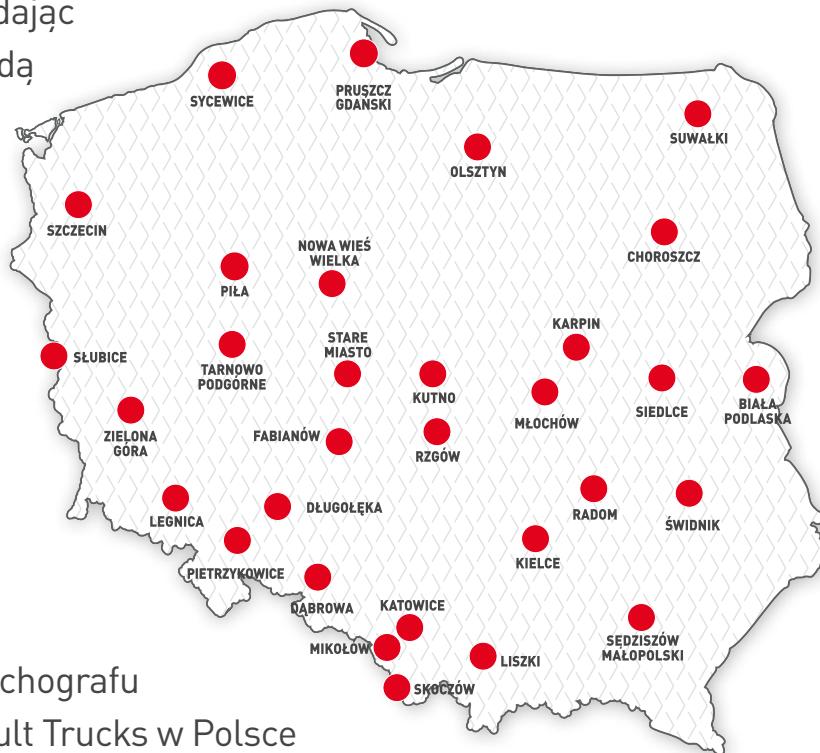 dając
dą
SYCEWICE
PRUSZCZ
GDAŃSKI
SUWAŁKI
OLSZTYN
SZCZECIN
CHOROSZCZ
NOWA WIEŚ
WIELKA
PIŁA
KARPIN
STARE
MIASTO
SŁUBICE
TARNOWO
PODGÓRNE
KUTNO
MŁOCHÓW
SIEDLCE
BIAŁA
PODLASKA
ZIELONA
GÓRA
FABIANÓW
RZGÓW
LEGNICA
DŁUGOŁĘKA
RADOM
ŚWIDNIK
KIELCE
PIETRZYKOWICE
DĄBROWA
KATOWICE
MIKOŁÓW
SĘDZISZÓW
MAŁOPOLSKI
LISZKI
SKOCZÓW
chografu
ult Trucks w Polsce